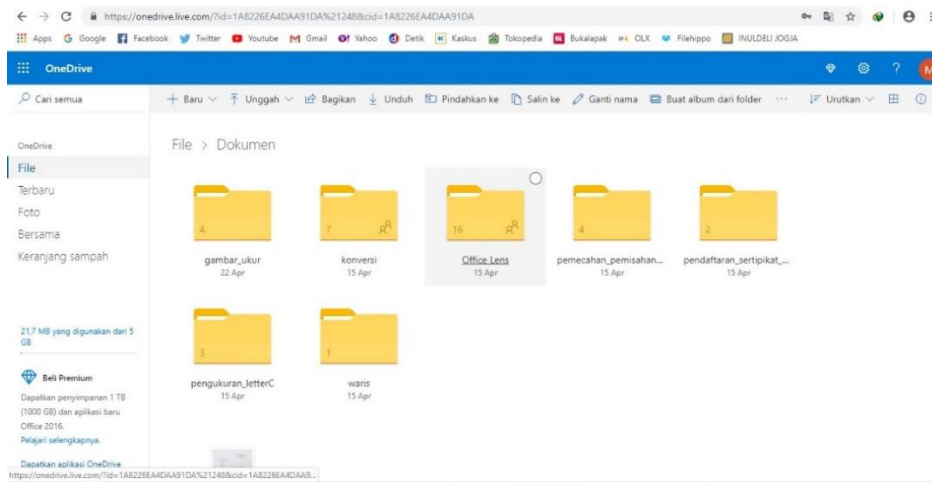 https://onedrive.live.com/?id=1A8226EA4DAA91DA%21248&cid=1A8226EA4DAA91DA
Apps Google Facebook Twitter Youtube Gmail Yahoo Detik Kaskus Tokopedia Bukalapak OLX Filehippo INULDELI JOGJA
OneDrive
?
M
Cari semua
Baru Unggah Bagikan Unduh Pindahkan ke Salin ke Ganti nama Buat album dari folder ... Urutkan
OneDrive
File > Dokumen
File
Terbaru
Foto
Bersama
Keranjang sampah
4
7
16
4
2
gambar_ukur
22 Apr
konversi
15 Apr
Office Lens
15 Apr
pemecahan_pemisahan...
15 Apr
pendaftaran_sertipikat_...
15 Apr
3
1
pengukuran_letterC
15 Apr
waris
15 Apr
21,7 MB yang digunakan dari 5
GB
Beli Premium
Dapatkan penyimpanan 1 TB
(1000 GB) dan aplikasi baru
Office 2016.
Pelajari selengkapnya.
Dapatkan aplikasi OneDrive
https://onedrive.live.com/?id=1A8226EA4DAA91DA%21248&cid=1A8226EA4DAA9...